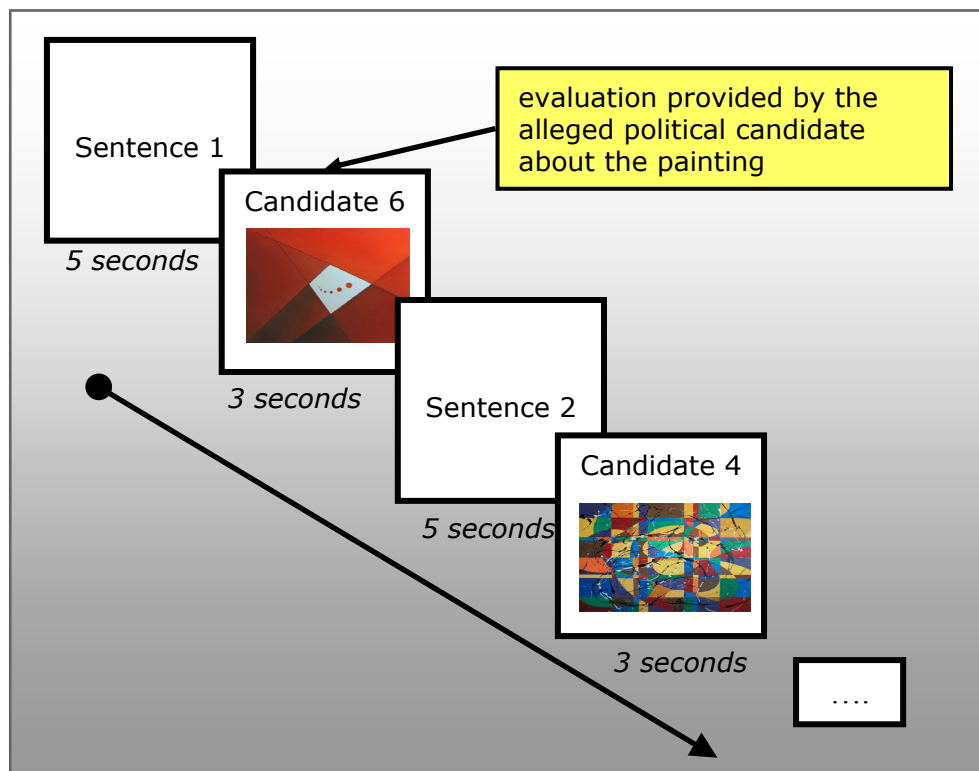 Sentence 1
5 seconds
evaluation provided by the
alleged political candidate
about the painting
Candidate 6
3 seconds
Sentence 2
5 seconds
Candidate 4
3 seconds
....